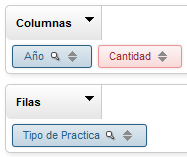 Columnas
Año Cantidad
Filas
Tipo de Practica